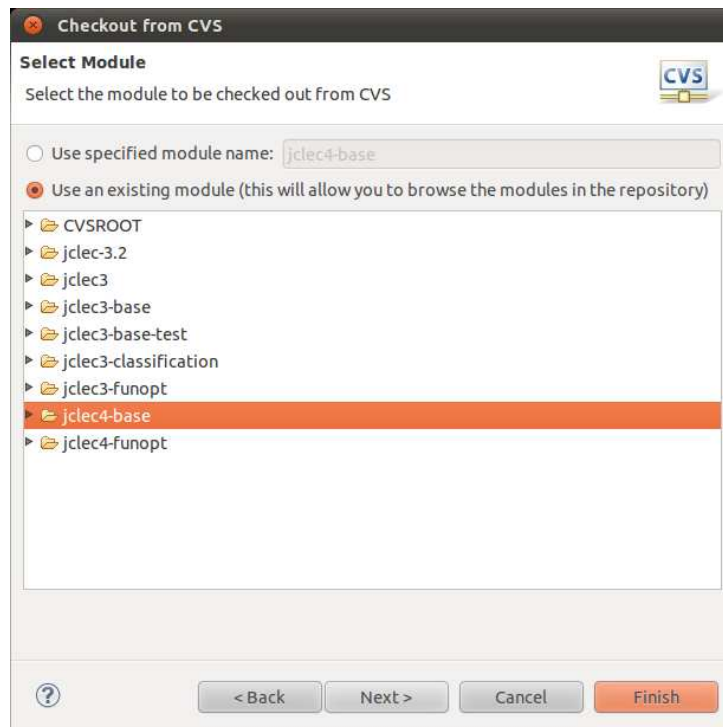 Checkout from CVS
Select Module
Select the module to be checked out from CVS
CVS
Use specified module name: jclec4-base
Use an existing module (this will allow you to browse the modules in the repository)
CVSROOT
jclec-3.2
jclec3
jclec3-base
jclec3-base-test
jclec3-classification
jclec3-funopt
jclec4-base
jclec4-funopt
? < Back Next > Cancel Finish